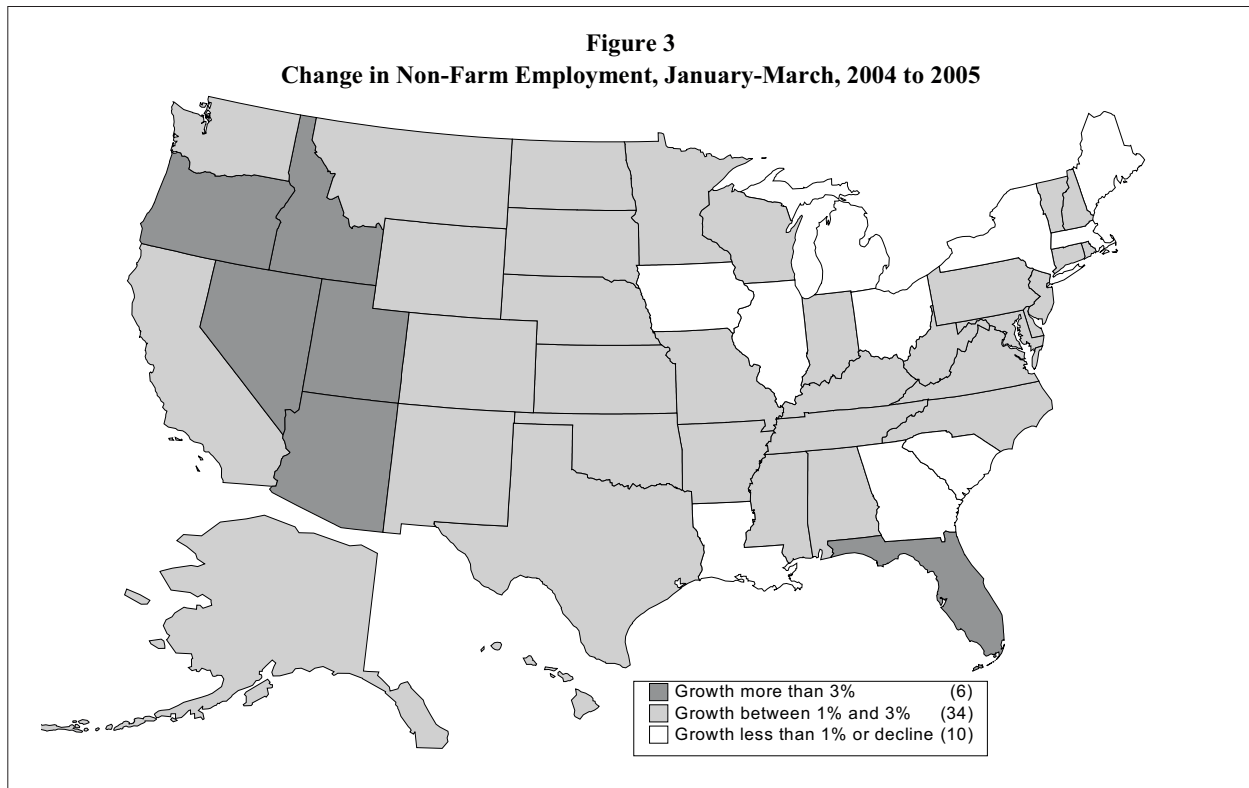 Figure 3
Change in Non-Farm Employment, January-March, 2004 to 2005
Growth more than 3% (6)
Growth between 1% and 3% (34)
Growth less than 1% or decline (10)